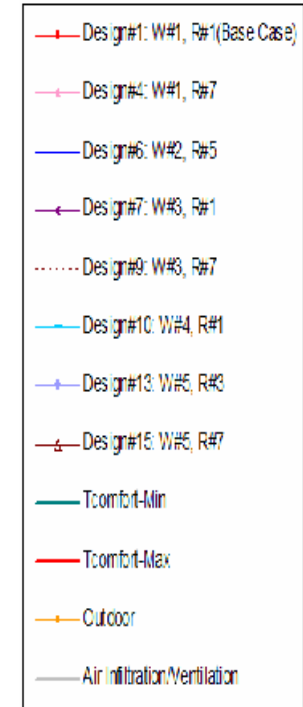 Design#1: W#1, R#1(Base Case)
Design#4: W#1, R#7
Design#6: W#2, R#5
Design#7: W#3, R#1
Design#9: W#3, R#7
Design#10: W#4, R#1
Design#13: W#5, R#3
Design#15: W#5, R#7
Tcomfort-Min
Tcomfort-Max
Outdoor
Air Infiltration/Ventilation